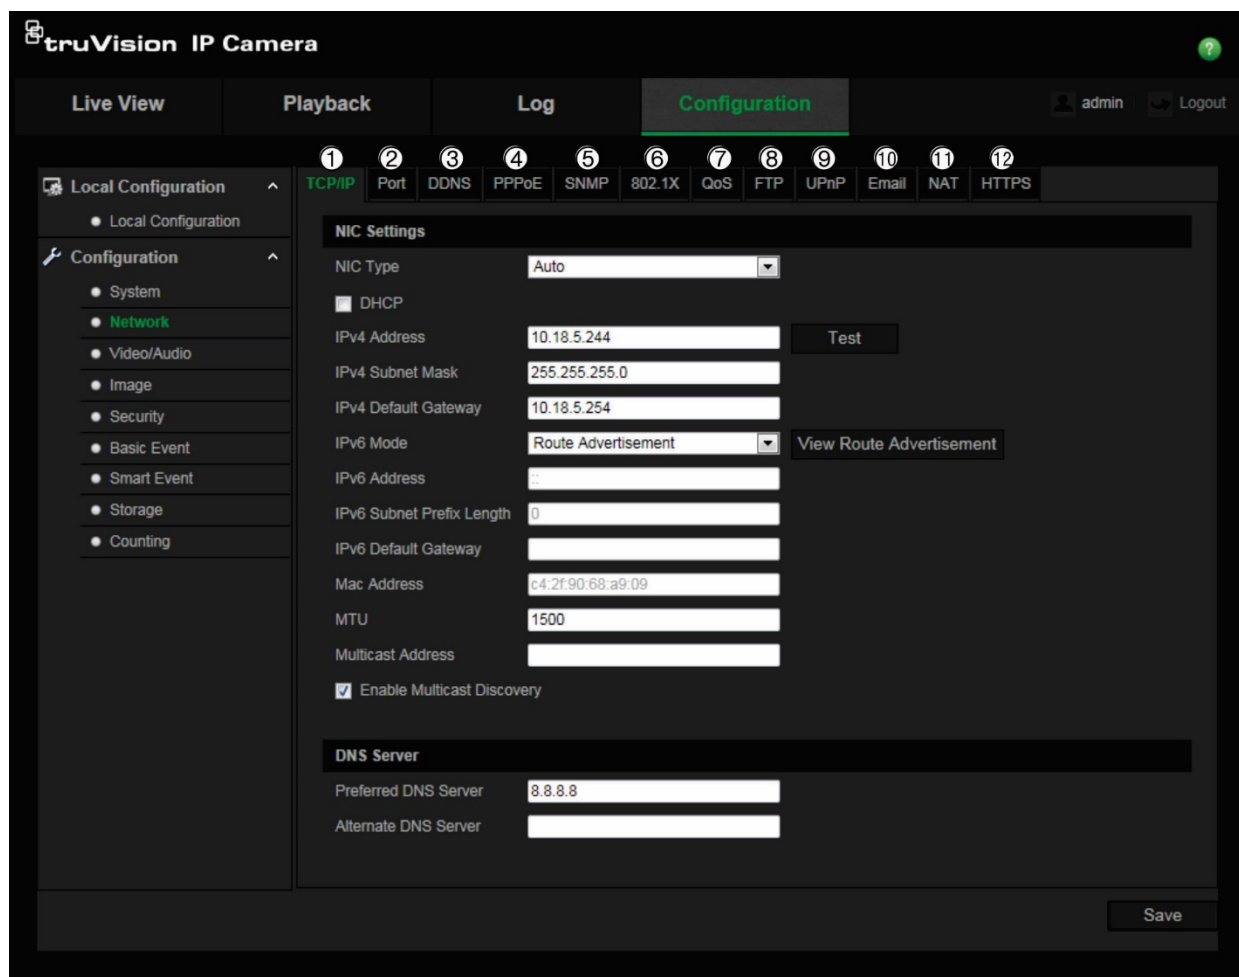 truVision IP Camera
?
Live View Playback Log Configuration admin Logout
① ② ③ ④ ⑤ ⑥ ⑦ ⑧ ⑨ ⑩ ⑪ ⑫
TCP/IP Port DDNS PPPoE SNMP 802.1X QoS FTP UPnP Email NAT HTTPS
Local Configuration
Local Configuration
Configuration
System
Network
Video/Audio
Image
Security
Basic Event
Smart Event
Storage
Counting
NIC Settings
NIC Type Auto
DHCP
IPv4 Address 10.18.5.244 Test
IPv4 Subnet Mask 255.255.255.0
IPv4 Default Gateway 10.18.5.254
IPv6 Mode Route Advertisement View Route Advertisement
IPv6 Address ::
IPv6 Subnet Prefix Length 0
IPv6 Default Gateway
Mac Address c4:2f:90:68:a9:09
MTU 1500
Multicast Address
Enable Multicast Discovery
DNS Server
Preferred DNS Server 8.8.8.8
Alternate DNS Server
Save